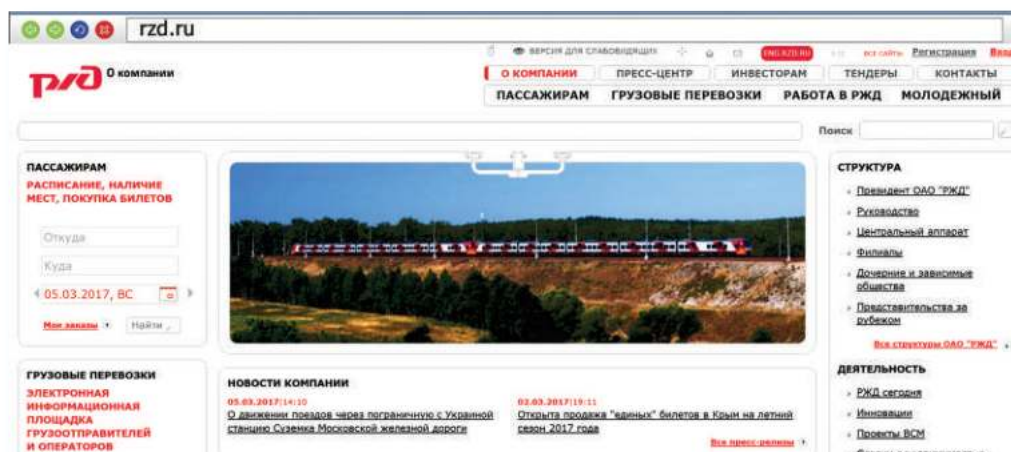 rzd.ru
ВЕРСИЯ ДЛЯ СЛАБОВИДЯЩИХ
ENG.RZD.RU
ВСЕ САЙТЫ
Регистрация
Вход
ржд
О компании
О КОМПАНИИ
ПРЕСС-ЦЕНТР
ИНВЕСТОРАМ
ТЕНДЕРЫ
КОНТАКТЫ
ПАССАЖИРАМ
ГРУЗОВЫЕ ПЕРЕВОЗКИ
РАБОТА В РЖД
МОЛОДЕЖНЫЙ
Поиск
ПАССАЖИРАМ
РАСПИСАНИЕ, НАЛИЧИЕ
МЕСТ, ПОКУПКА БИЛЕТОВ
Откуда
Куда
05.03.2017, ВС
Мои заказы
Найти
ГРУЗОВЫЕ ПЕРЕВОЗКИ
ЭЛЕКТРОННАЯ
ИНФОРМАЦИОННАЯ
ПЛОЩАДКА
ГРУЗООТПРАВИТЕЛЕЙ
И ОПЕРАТОРОВ
НОВОСТИ КОМПАНИИ
05.03.2017|14:10
О движении поездов через пограничную с Украиной
станцию Суземка Московской железной дороги
02.03.2017|19:11
Открыта продажа "единых" билетов в Крым на летний
сезон 2017 года
Все пресс-релизы
СТРУКТУРА
Президент ОАО "РЖД"
Руководство
Центральный аппарат
Филиалы
Дочерние и зависимые
общества
Представительства за
рубежом
Все структуры ОАО "РЖД"
ДЕЯТЕЛЬНОСТЬ
РЖД сегодня
Инновации
Проекты ВСМ